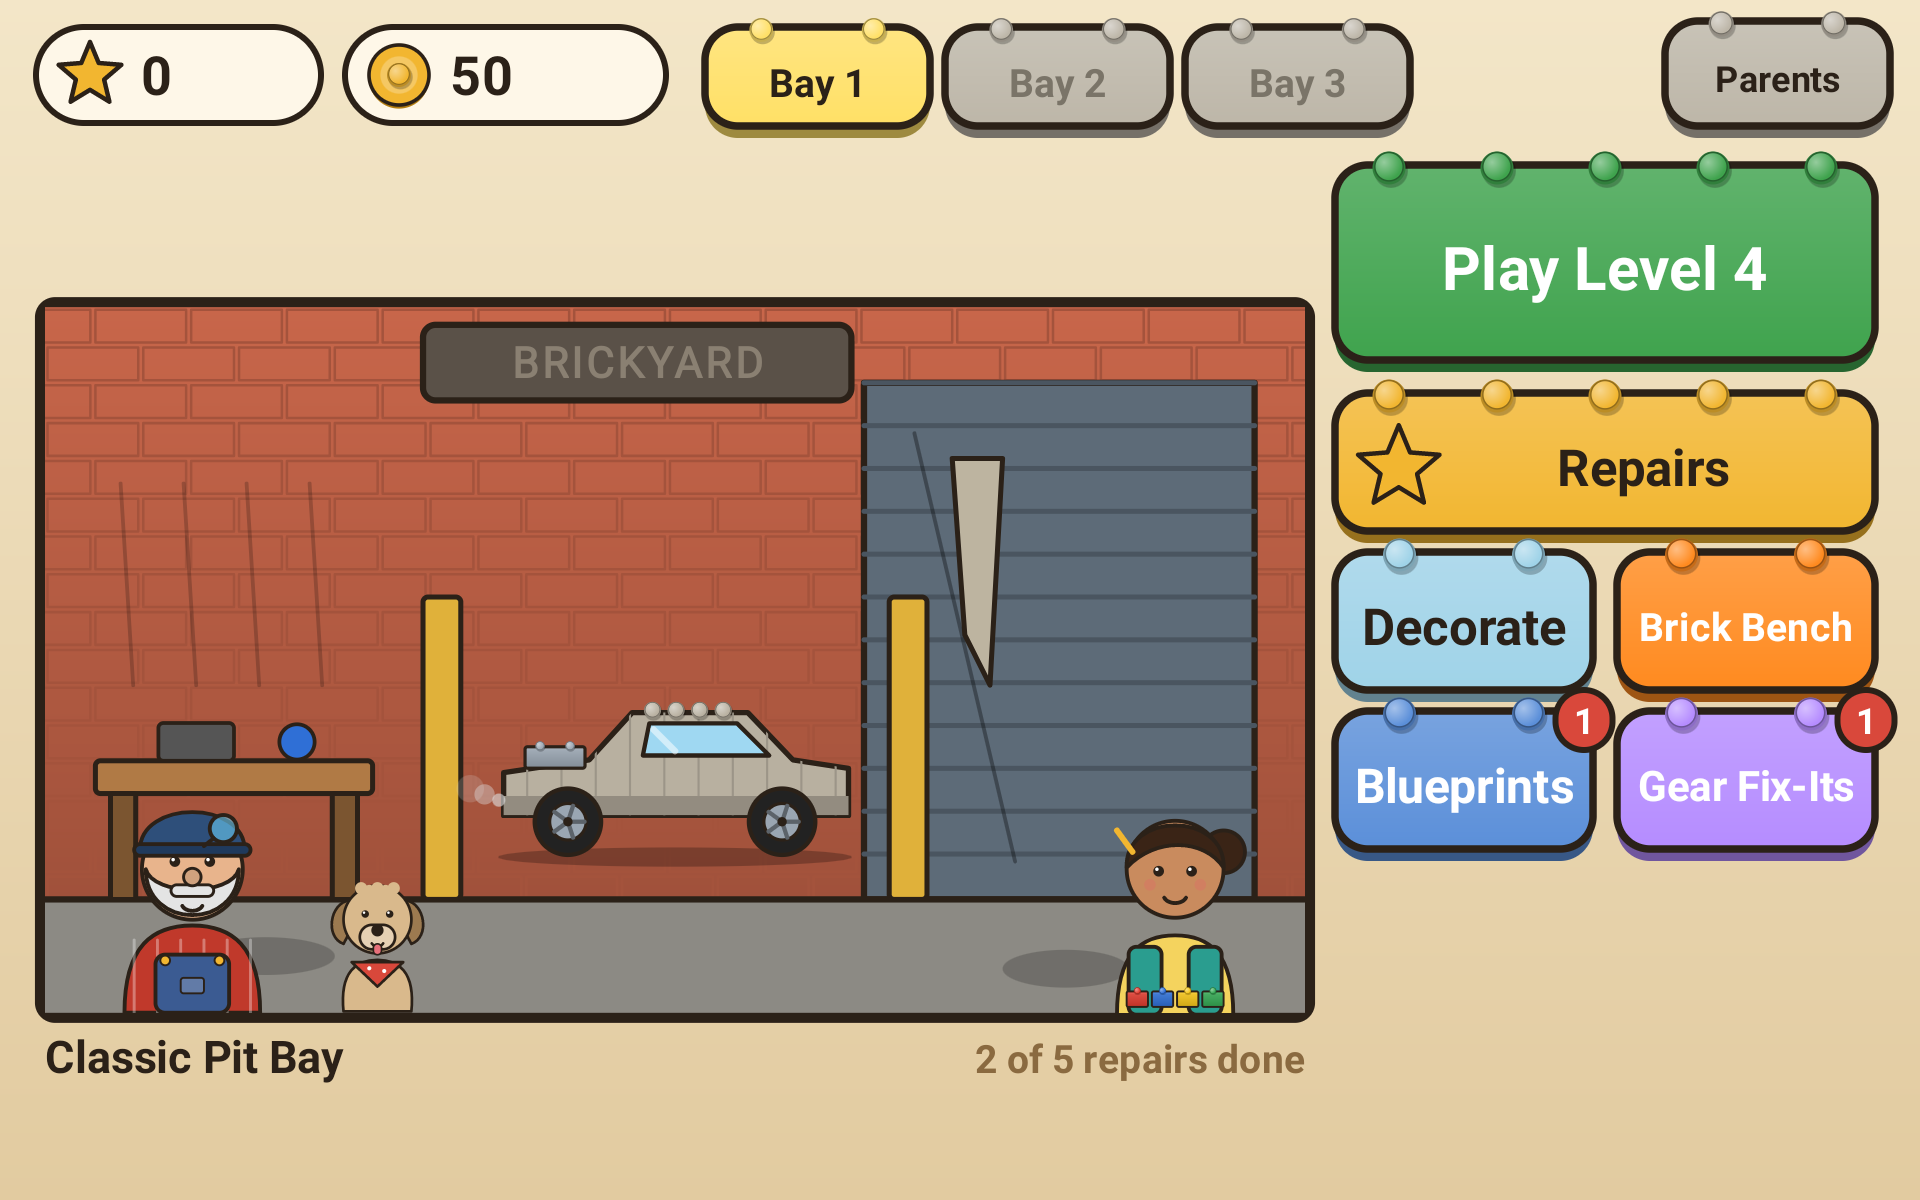 0
50
Bay 1
Bay 2
Bay 3
Parents
Play Level 4
BRICKYARD
Repairs
Decorate
Brick Bench
Blueprints
1
Gear Fix-Its
1
Classic Pit Bay
2 of 5 repairs done